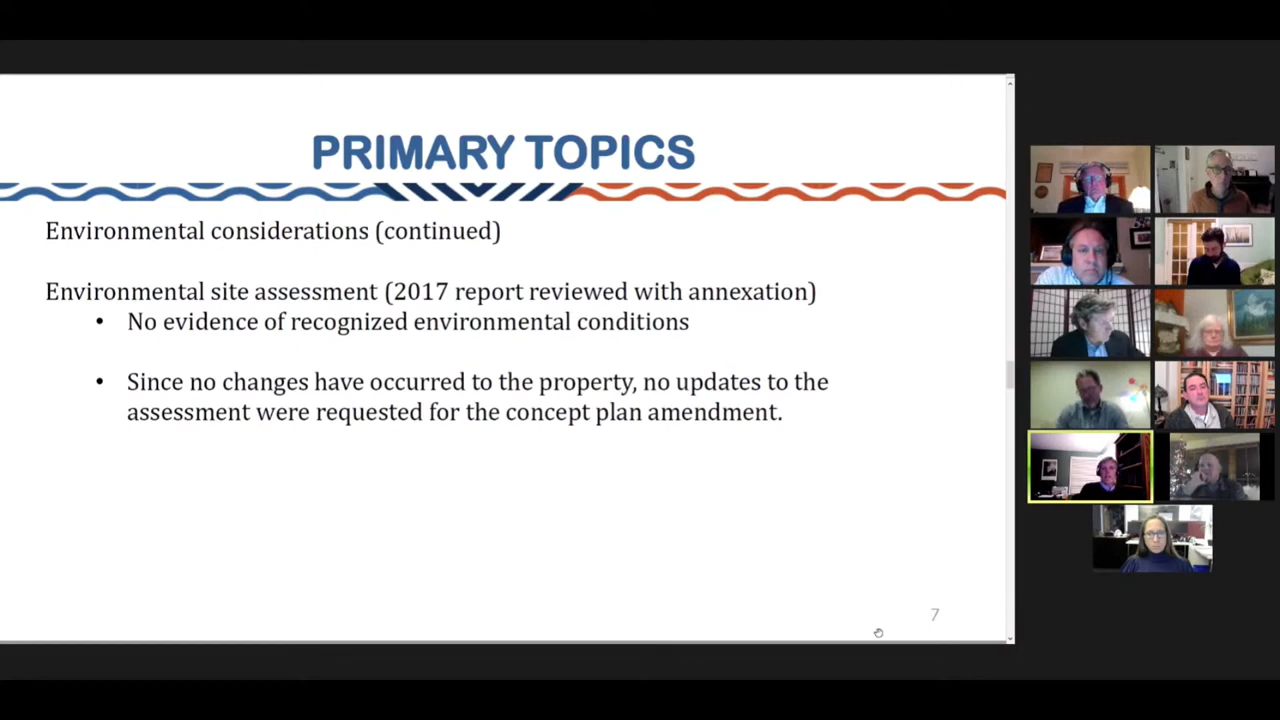 PRIMARY TOPICS
Environmental considerations (continued)
Environmental site assessment (2017 report reviewed with annexation)
• No evidence of recognized environmental conditions
• Since no changes have occurred to the property, no updates to the
assessment were requested for the concept plan amendment.
7